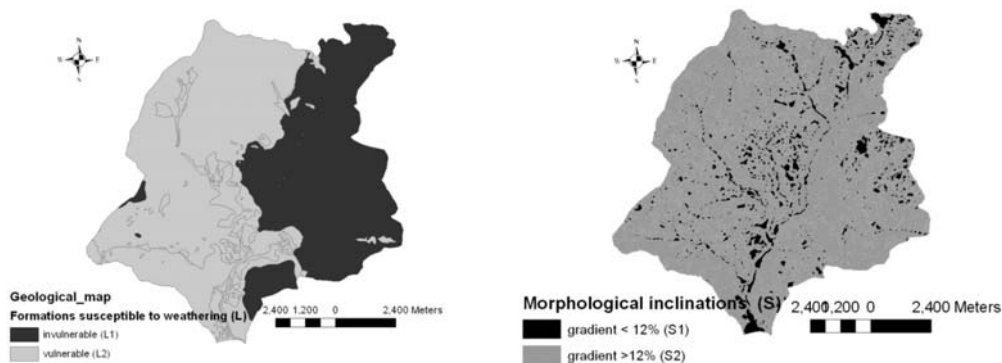 N
W E
S
Geological_map
Formations susceptible to weathering (L)
invulnerable (L1)
vulnerable (L2)
2,400 1,200 0 2,400 Meters
N
W E
S
Morphological inclinations (S)
gradient < 12% (S1)
gradient >12% (S2)
2,400 1,200 0 2,400 Meters